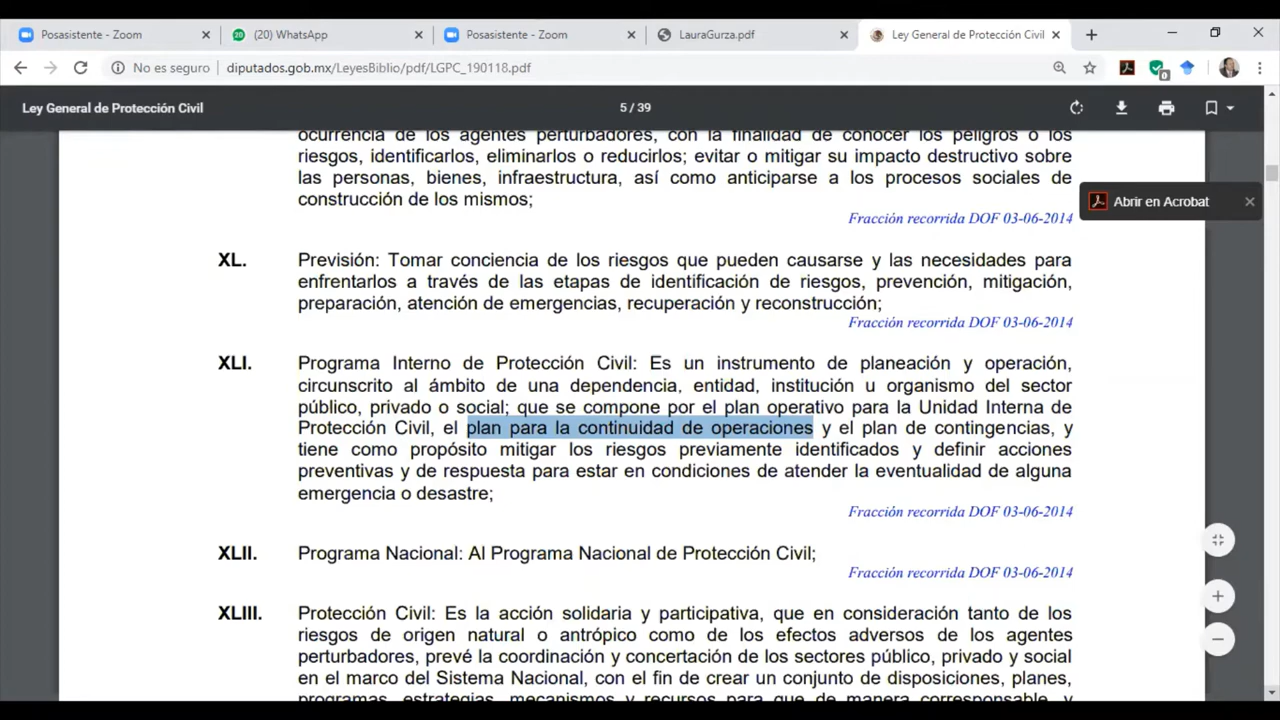 Posasistente - Zoom
(20) WhatsApp
Posasistente - Zoom
LauraGurza.pdf
Ley General de Protección Civil
No es seguro
deputados.gob.mx/LeyesBiblio/pdf/LGPC_190118.pdf
0
Ley General de Protección Civil
5 / 39
Abrir en Acrobat
ocurrencia de los agentes perturbadores, con la finalidad de conocer los peligros o los
riesgos, identificarlos, eliminarlos o reducirlos; evitar o mitigar su impacto destructivo sobre
las personas, bienes, infraestructura, así como anticiparse a los procesos sociales de
construcción de los mismos;
Fracción recorrida DOF 03-06-2014
XL. Previsión: Tomar conciencia de los riesgos que pueden causarse y las necesidades para
enfrentarlos a través de las etapas de identificación de riesgos, prevención, mitigación,
preparación, atención de emergencias, recuperación y reconstrucción;
Fracción recorrida DOF 03-06-2014
XLI. Programa Interno de Protección Civil: Es un instrumento de planeación y operación,
circunscrito al ámbito de una dependencia, entidad, institución u organismo del sector
público, privado o social; que se compone por el plan operativo para la Unidad Interna de
Protección Civil, el plan para la continuidad de operaciones y el plan de contingencias, y
tiene como propósito mitigar los riesgos previamente identificados y definir acciones
preventivas y de respuesta para estar en condiciones de atender la eventualidad de alguna
emergencia o desastre;
Fracción recorrida DOF 03-06-2014
XLII. Programa Nacional: Al Programa Nacional de Protección Civil;
Fracción recorrida DOF 03-06-2014
XLIII. Protección Civil: Es la acción solidaria y participativa, que en consideración tanto de los
riesgos de origen natural o antrópico como de los efectos adversos de los agentes
perturbadores, prevé la coordinación y concertación de los sectores público, privado y social
en el marco del Sistema Nacional, con el fin de crear un conjunto de disposiciones, planes,
programas, estrategias, mecanismos y recursos para que de manera corresponsable, y